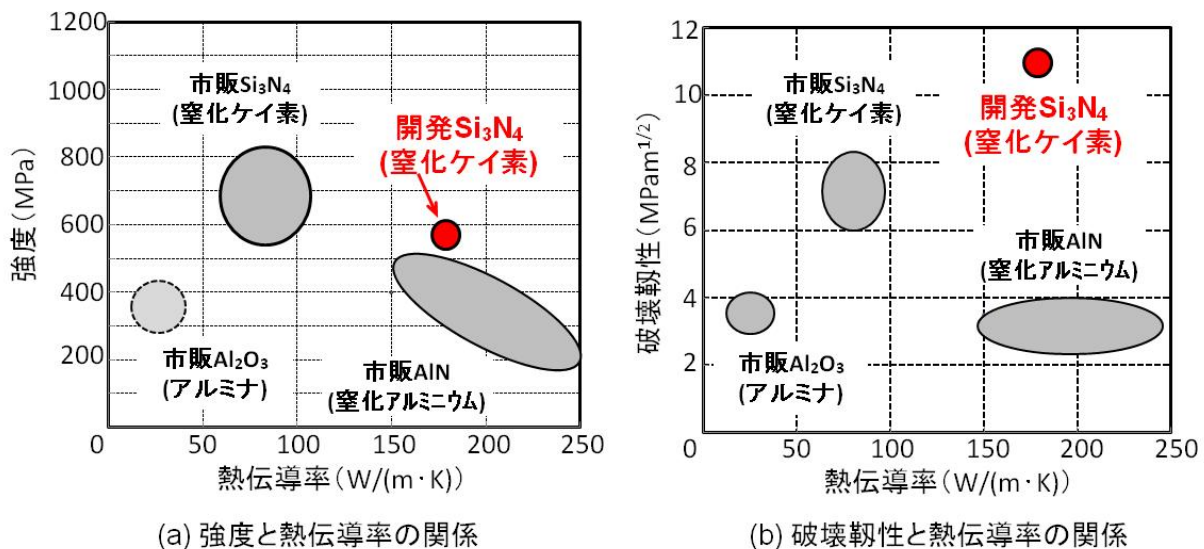 1200
1000
800
600
400
200
0
50
100
150
200
250
強度(MPa)
熱伝導率(W/(m・K))
市販Si₃N₄
(窒化ケイ素)
開発Si₃N₄
(窒化ケイ素)
市販Al₂O₃
(アルミナ)
市販AlN
(窒化アルミニウム)
(a) 強度と熱伝導率の関係
12
10
8
6
4
2
0
50
100
150
200
250
破壊靱性(MPam¹/²)
熱伝導率(W/(m・K))
市販Si₃N₄
(窒化ケイ素)
開発Si₃N₄
(窒化ケイ素)
市販AlN
(窒化アルミニウム)
市販Al₂O₃
(アルミナ)
(b) 破壊靱性と熱伝導率の関係